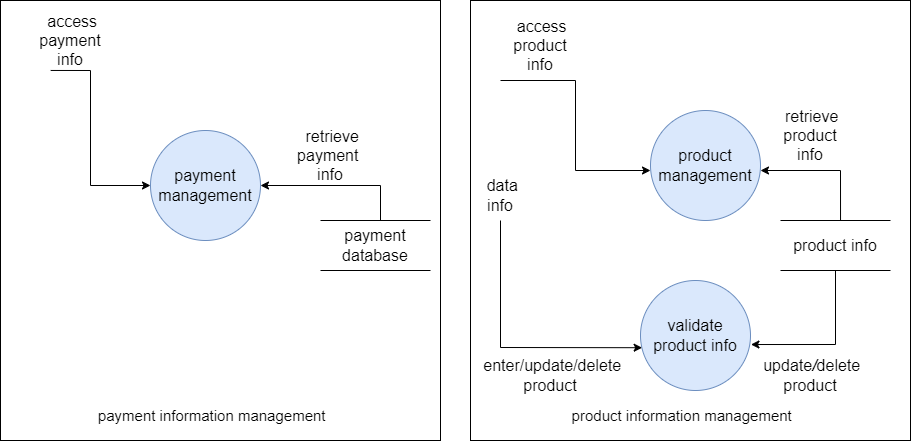 access
payment
info
retrieve
payment
info
payment
management
payment
database
payment information management
access
product
info
retrieve
product
info
product
management
data
info
product info
validate
product info
enter/update/delete
product
update/delete
product
product information management